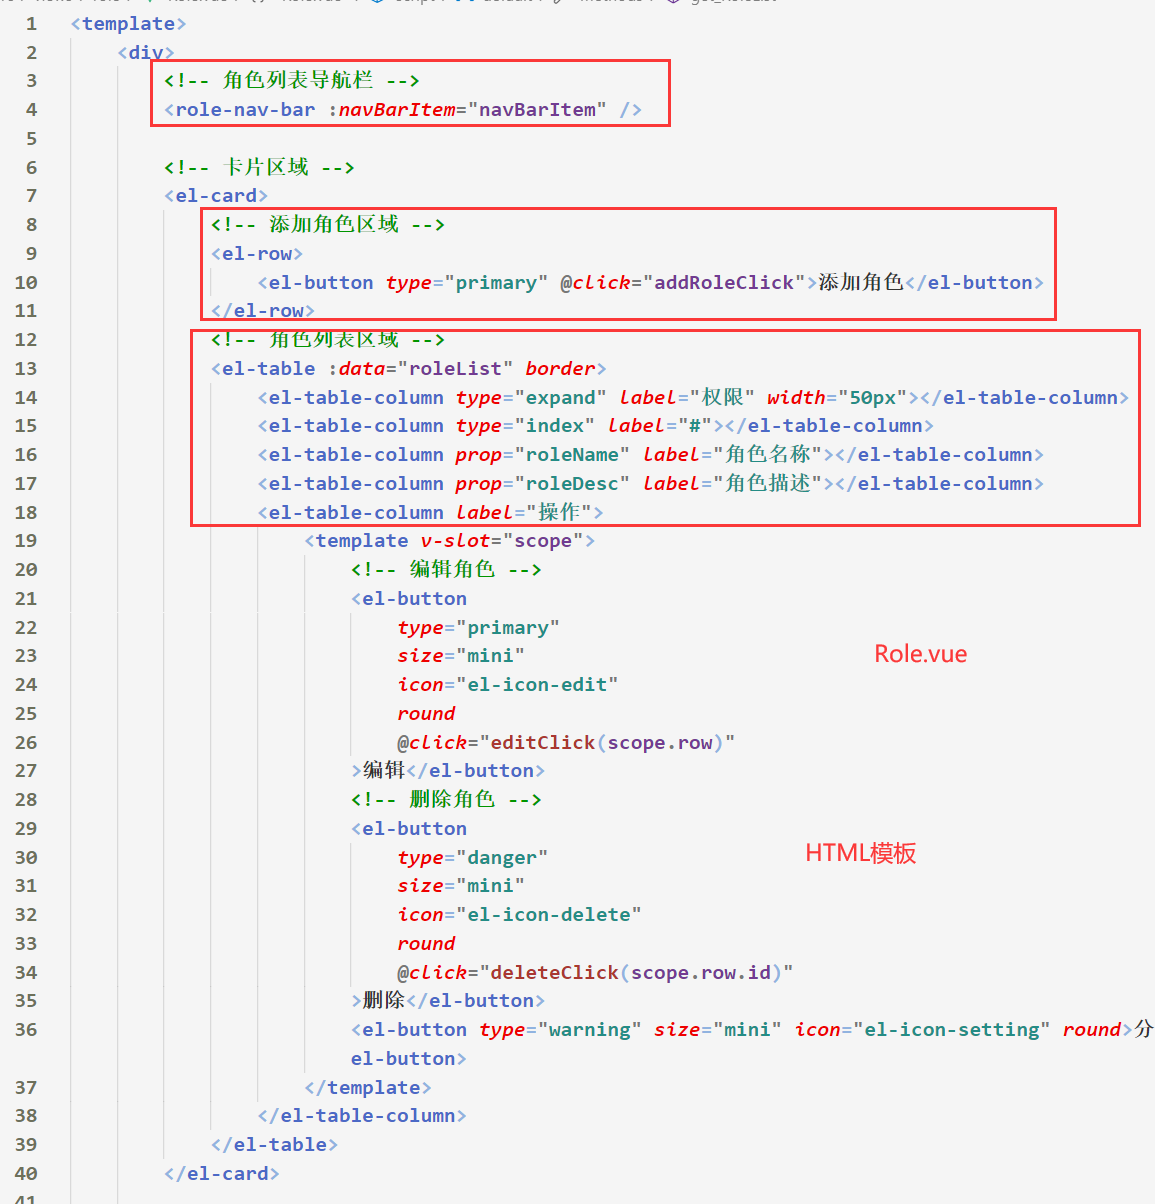 1 <template>
2 <div>
3 <!-- 角色列表导航栏 -->
4 <role-nav-bar :navBarItem="navBarItem" />
5
6 <!-- 卡片区域 -->
7 <el-card>
8 <!-- 添加角色区域 -->
9 <el-row>
10 <el-button type="primary" @click="addRoleClick">添加角色</el-button>
11 </el-row>
12 <!-- 角色列表区域 -->
13 <el-table :data="roleList" border>
14 <el-table-column type="expand" label="权限" width="50px"></el-table-column>
15 <el-table-column type="index" label="#"></el-table-column>
16 <el-table-column prop="roleName" label="角色名称"></el-table-column>
17 <el-table-column prop="roleDesc" label="角色描述"></el-table-column>
18 <el-table-column label="操作">
19 <template v-slot="scope">
20 <!-- 编辑角色 -->
21 <el-button
22 type="primary"
23 size="mini"
Role.vue
24 icon="el-icon-edit"
25 round
26 @click="editClick(scope.row)"
27 >编辑</el-button>
28 <!-- 删除角色 -->
29 <el-button
30 type="danger"
HTML模板
31 size="mini"
32 icon="el-icon-delete"
33 round
34 @click="deleteClick(scope.row.id)"
35 >删除</el-button>
36 <el-button type="warning" size="mini" icon="el-icon-setting" round>分
el-button>
37 </template>
38 </el-table-column>
39 </el-table>
40 </el-card>
41